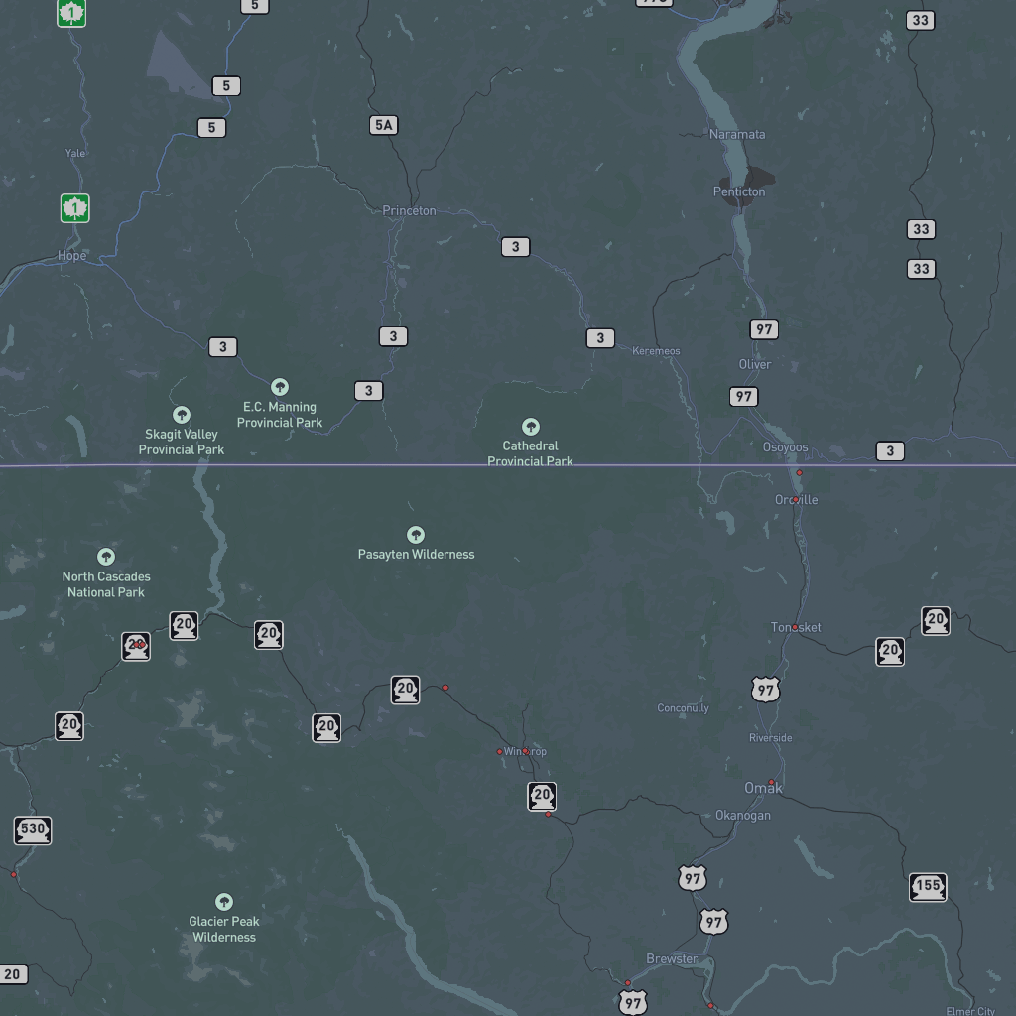 1
5
33
5
5
5A
Naramata
Yale
Penticton
1
Princeton
33
3
Hope
33
97
3
3
3
Keremeos
Oliver
3
E.C. Manning
Provincial Park
97
Skagit Valley
Provincial Park
Cathedral
Provincial Park
Osoyoos
3
Oroville
Pasayten Wilderness
North Cascades
National Park
20
20
20
Tonasket
20
20
20
97
Conconully
20
20
Riverside
Winthrop
Omak
20
Okanogan
530
97
155
Glacier Peak
Wilderness
97
Brewster
20
97
Elmer City